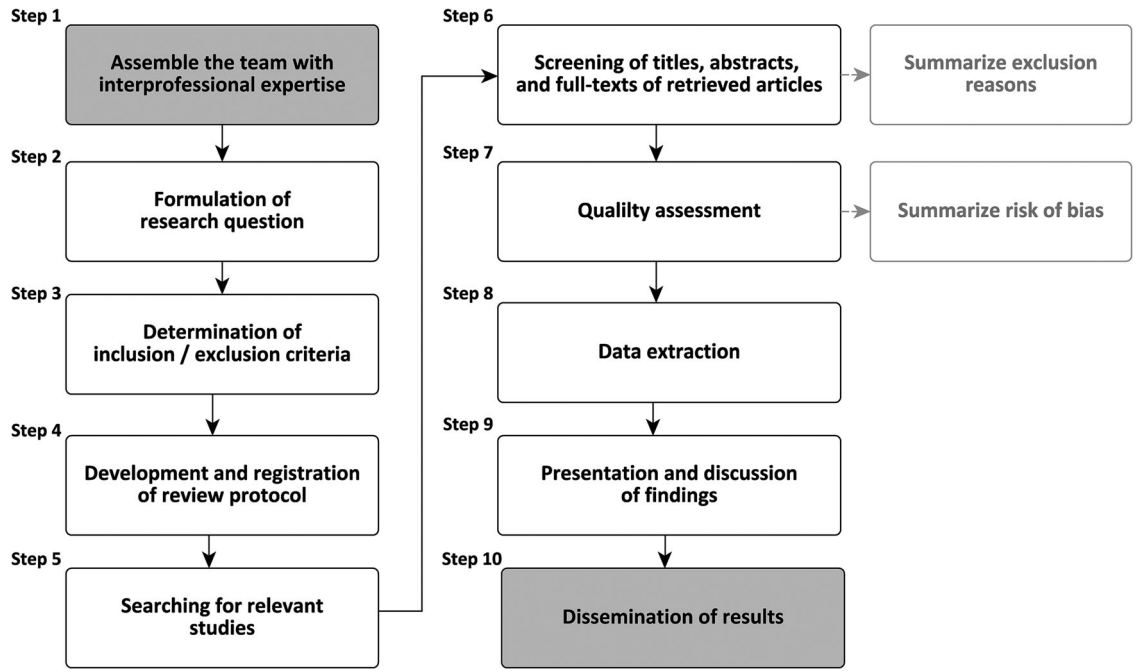 Step 1
Assemble the team with
interprofessional expertise
Step 2
Formulation of
research question
Step 3
Determination of
inclusion / exclusion criteria
Step 4
Development and registration
of review protocol
Step 5
Searching for relevant
studies
Step 6
Screening of titles, abstracts,
and full-texts of retrieved articles
Summarize exclusion
reasons
Step 7
Qualilty assessment
Summarize risk of bias
Step 8
Data extraction
Step 9
Presentation and discussion
of findings
Step 10
Dissemination of results